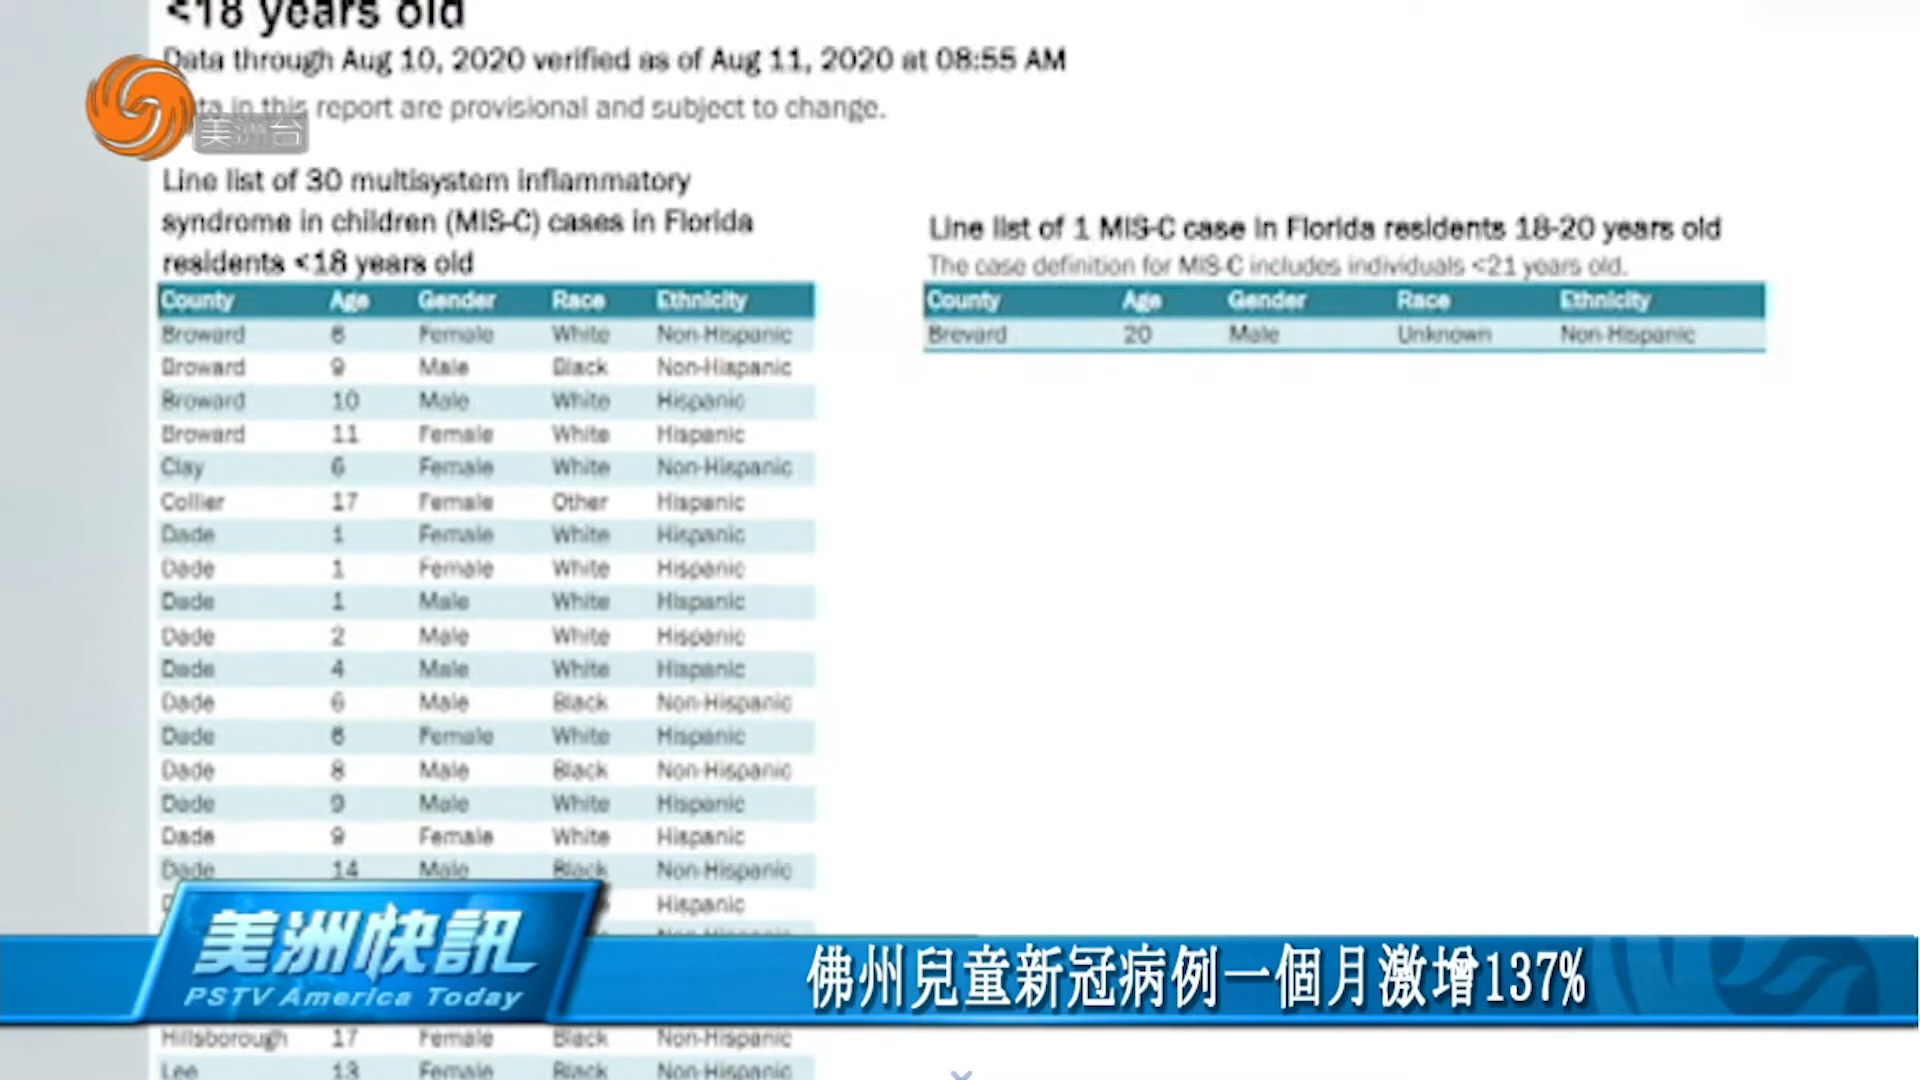 <18 years old
Data through Aug 10, 2020 verified as of Aug 11, 2020 at 08:55 AM
in this report are provisional and subject to change.
美洲台
Line list of 30 multisystem inflammatory
syndrome in children (MIS-C) cases in Florida
residents <18 years old
County Age Gender Race Ethnicity
Broward 6 Female White Non-Hispanic
Broward 9 Male Black Non-Hispanic
Broward 10 Male White Hispanic
Broward 11 Female White Hispanic
Clay 6 Female White Non-Hispanic
Collier 17 Female Other Hispanic
Dade 1 Female White Hispanic
Dade 1 Female White Hispanic
Dade 1 Male White Hispanic
Dade 2 Male White Hispanic
Dade 4 Male White Hispanic
Dade 6 Male Black Non-Hispanic
Dade Female White Hispanic
Dade 8 Male Black Non-Hispanic
Dade 9 Male White Hispanic
Dade 9 Female White Hispanic
Dade 14 Male Black Non-Hispanic
Hispanic
Hillsborough 17 Female Black Non-Hispanic
Lee 13 Female Black Non-Hispanic
Line list of 1 MIS-C case in Florida residents 18-20 years old
The case definition for MIS-C includes individuals <21 years old.
County Age Gender Race Ethnicity
Brevard 20 Male Unknown Non-Hispanic
美洲快訊
PSTV America Today
佛州兒童新冠病例一個月激增137%